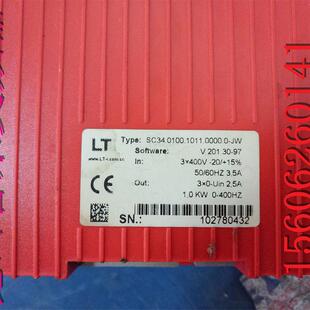 LT
www.LT-i.com.cn
Type: SC34.0100.1011.0000.0-JW
Software: V.201.30-97
In: 3×400V -20/+15%
50/60HZ 3,5A
Out: 3×0-Uin 2,5A
1.0 KW 0-400HZ
CE
SN.: 102780432
15606260141